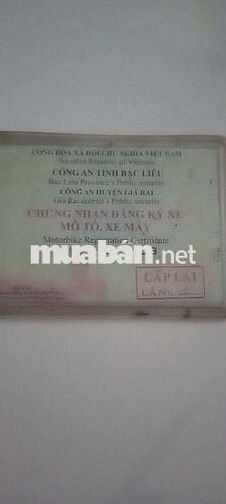 CỘNG HÒA XÃ HỘI CHỦ NGHĨA VIỆT NAM
Socialist Republic of Vietnam
CÔNG AN TỈNH BẠC LIÊU
Bac Lieu Province's Public security
CÔNG AN HUYỆN GIÁ RAI
Gia Rai district's Public security
CHỨNG NHẬN ĐĂNG KÝ XE
MÔ TÔ, XE MÁY
Motorbike Registration Certificate
muaban.net
CẤP LẠI
LẦN: